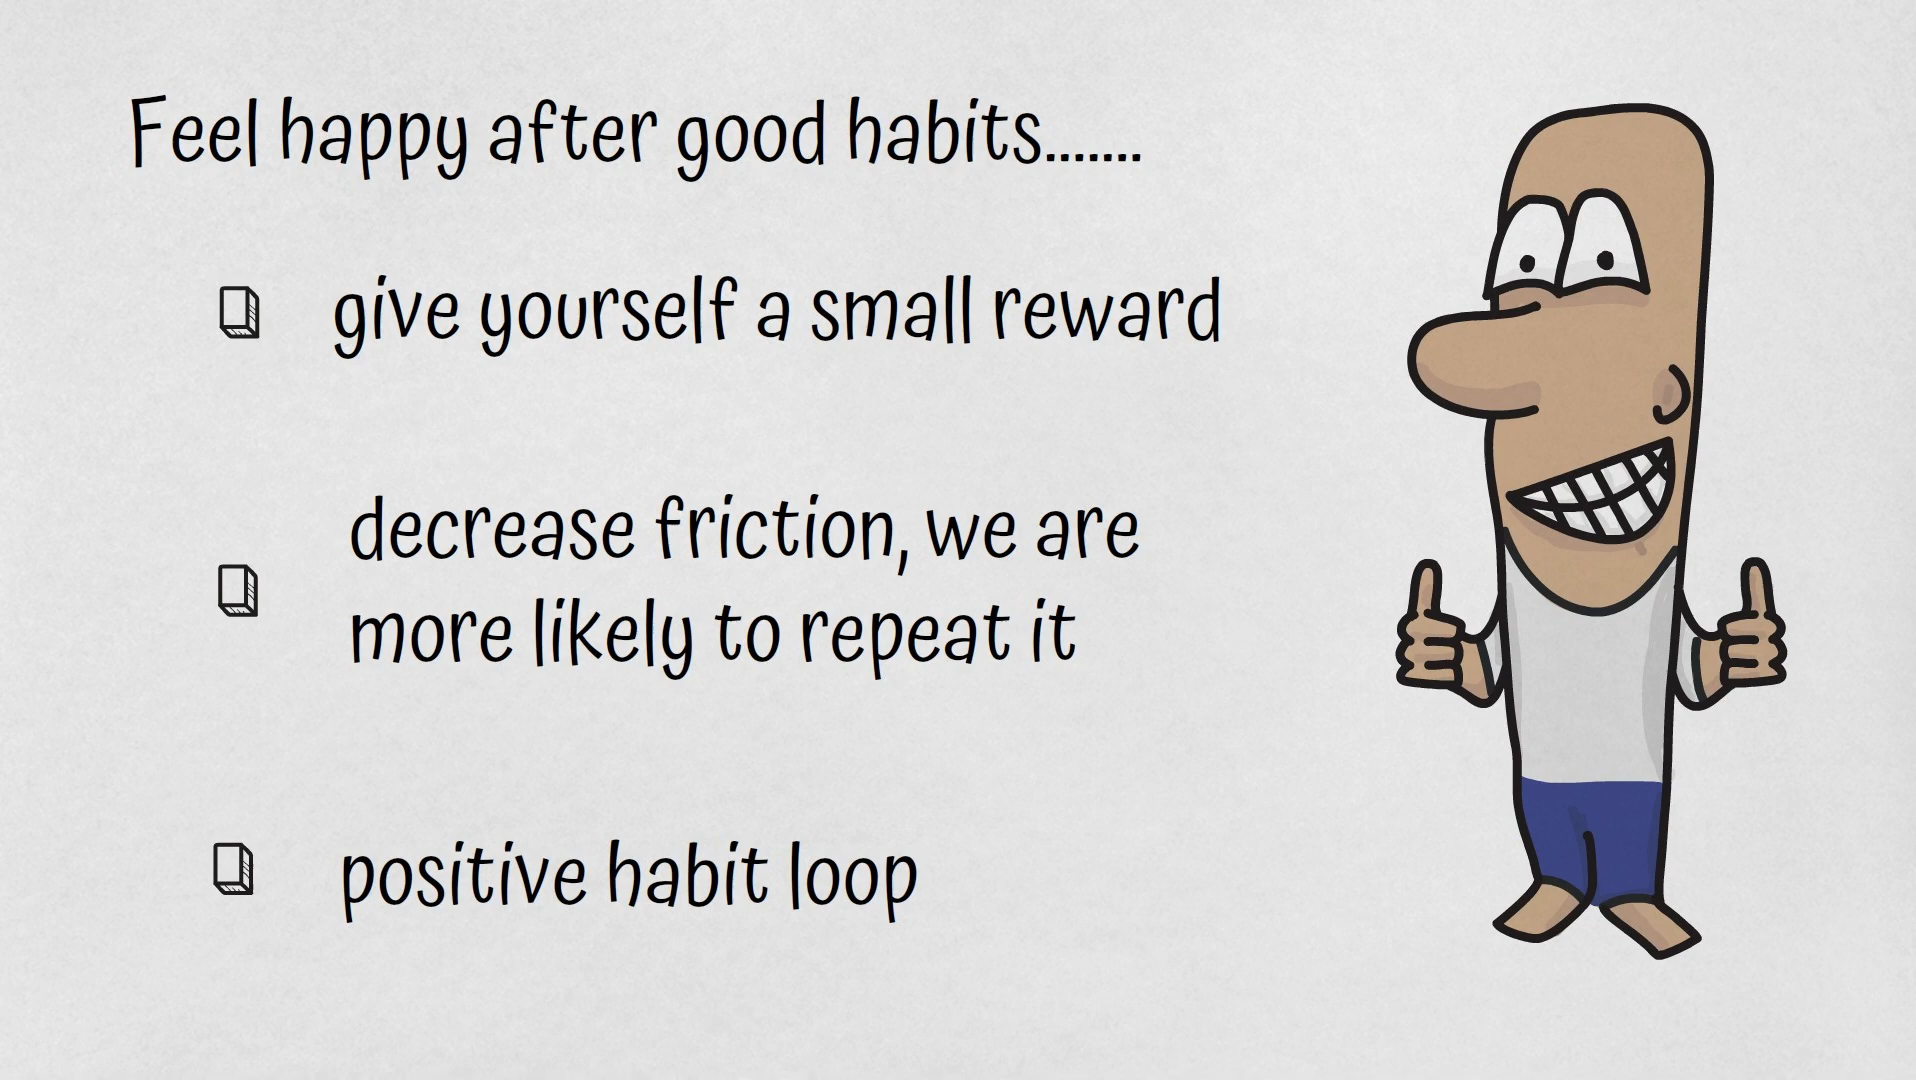 Feel happy after good habits.......
give yourself a small reward
decrease friction, we are
more likely to repeat it
positive habit loop